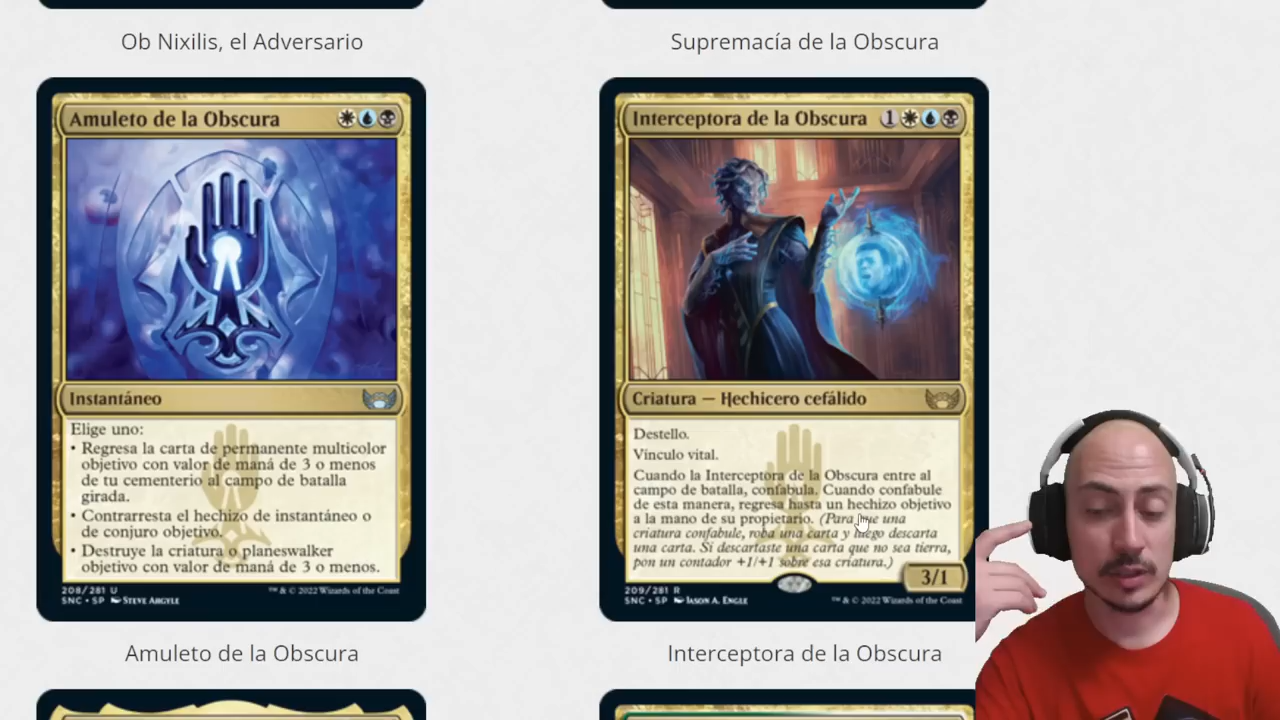 Ob Nixilis, el Adversario
Supremacía de la Obscura
Amuleto de la Obscura
Instantáneo
Elige uno:
• Regresa la carta de permanente multicolor
objetivo con valor de maná de 3 o menos
de tu cementerio al campo de batalla
girada.
• Contrarresta el hechizo de instantáneo o
de conjuro objetivo.
• Destruye la criatura o planeswalker
objetivo con valor de maná de 3 o menos.
208/281 U
SNC • SP STEVE ARGYLE
™ & © 2022 Wizards of the Coast
Amuleto de la Obscura
Interceptora de la Obscura 1
Criatura — Hechicero cefálido
Destello.
Vínculo vital.
Cuando la Interceptora de la Obscura entre al
campo de batalla, confabula. Cuando confabule
de esta manera, regresa hasta un hechizo objetivo
a la mano de su propietario. (Para que una
criatura confabule, roba una carta y luego descarta
una carta. Si descartaste una carta que no sea tierra,
pon un contador +1/+1 sobre esa criatura.)
3/1
209/281 R
SNC • SP JASON A. ENGLE
™ & © 2022 Wizards of the Coast
Interceptora de la Obscura